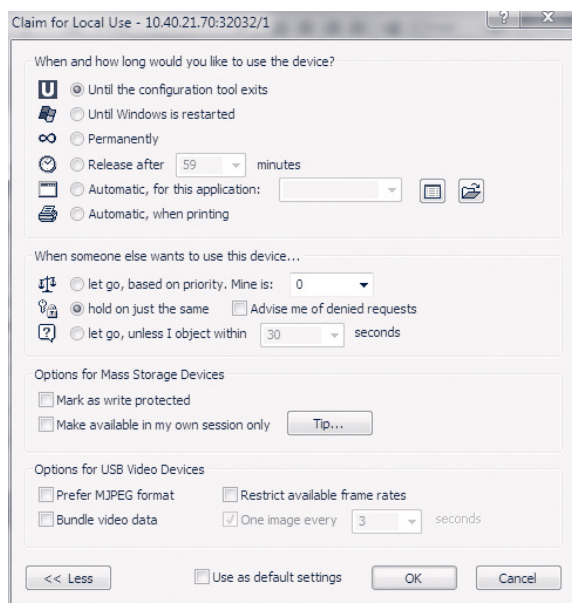 Claim for Local Use - 10.40.21.70:32032/1
When and how long would you like to use the device?
Until the configuration tool exits
Until Windows is restarted
Permanently
Release after 59 minutes
Automatic, for this application:
Automatic, when printing
When someone else wants to use this device...
let go, based on priority. Mine is: 0
hold on just the same Advise me of denied requests
let go, unless I object within 30 seconds
Options for Mass Storage Devices
Mark as write protected
Make available in my own session only Tip...
Options for USB Video Devices
Prefer MJPEG format Restrict available frame rates
Bundle video data One image every 3 seconds
<< Less Use as default settings OK Cancel